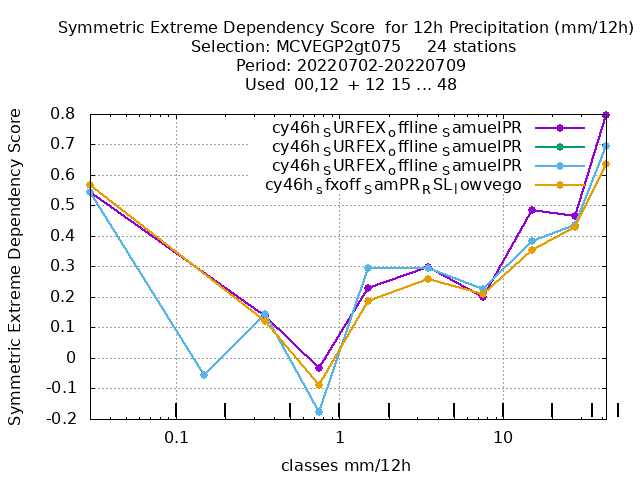 Symmetric Extreme Dependency Score for 12h Precipitation (mm/12h)
Selection: MCVEGP2gt075 24 stations
Period: 20220702-20220709
Used 00,12 + 12 15 ... 48
Symmetric Extreme Dependency Score
0.8
0.7
0.6
0.5
0.4
0.3
0.2
0.1
0
-0.1
-0.2
cy46h_SURFEX_offline_SamuelPR
cy46h_SURFEX_offline_SamuelPR
cy46h_SURFEX_offline_SamuelPR
cy46h_sfxoff_SamPR_RSL_lowvego
0.1 1 10
classes mm/12h